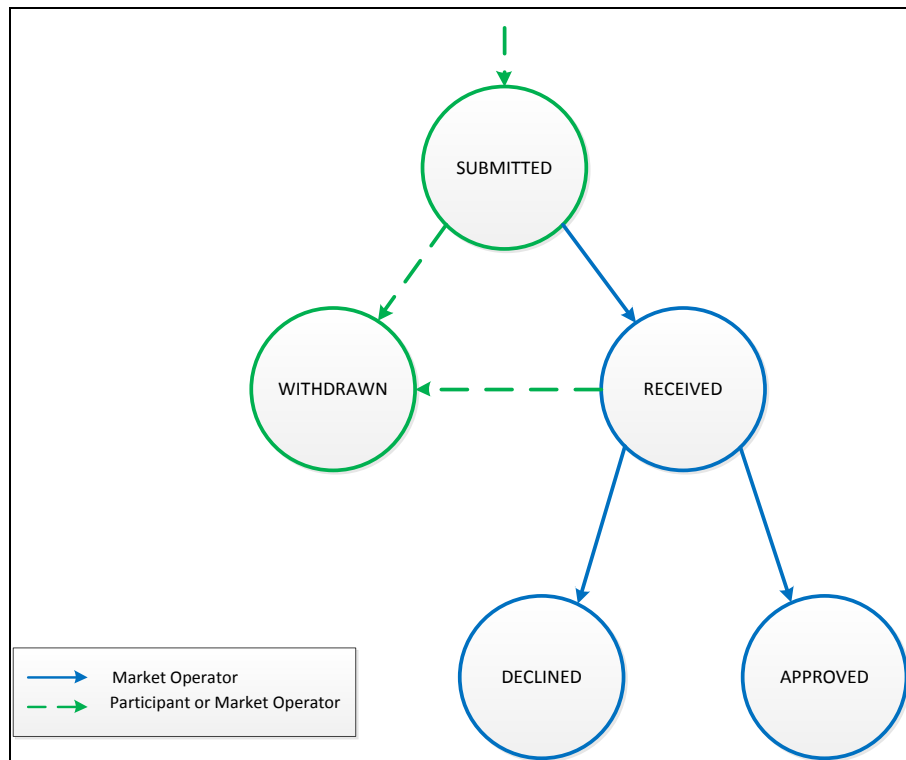 SUBMITTED
WITHDRAWN
RECEIVED
DECLINED
APPROVED
Market Operator
Participant or Market Operator